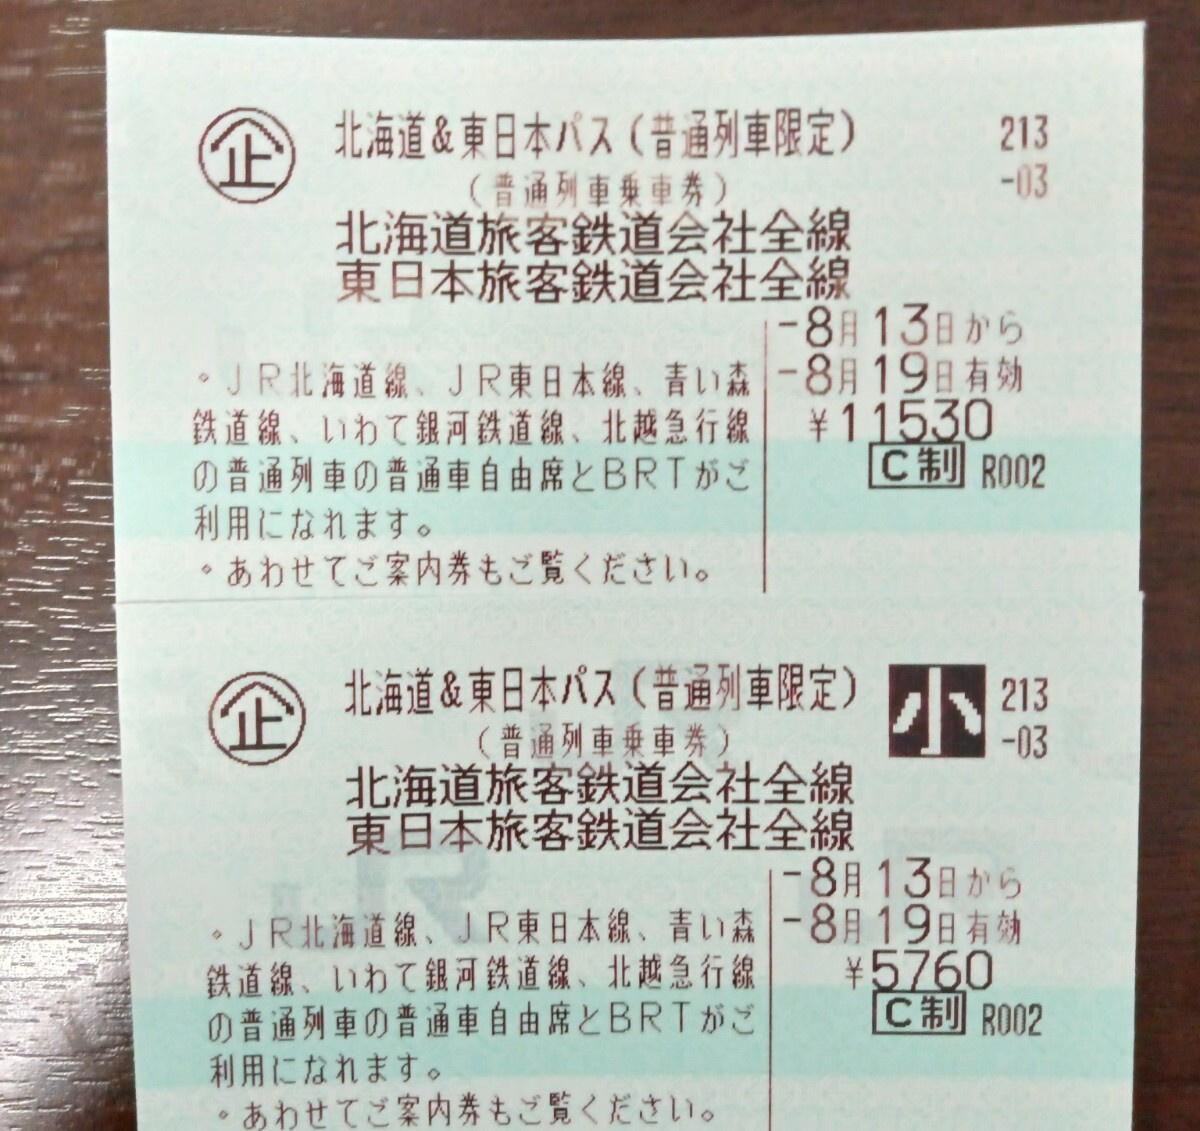 企 北海道&東日本パス(普通列車限定) 213
(普通列車乗車券) -03
北海道旅客鉄道会社全線
東日本旅客鉄道会社全線
-8月13日から
-8月19日有効
¥11530
C制 R002
。JR北海道線、JR東日本線、青い森
鉄道線、いわて銀河鉄道線、北越急行線
の普通列車の普通車自由席とBRTがご
利用になれます。
。あわせてご案内券もご覧ください。
企 北海道&東日本パス(普通列車限定) 小 213
(普通列車乗車券) -03
北海道旅客鉄道会社全線
東日本旅客鉄道会社全線
-8月13日から
-8月19日有効
¥5760
C制 R002
。JR北海道線、JR東日本線、青い森
鉄道線、いわて銀河鉄道線、北越急行線
の普通列車の普通車自由席とBRTがご
利用になれます。
。あわせてご案内券もご覧ください。